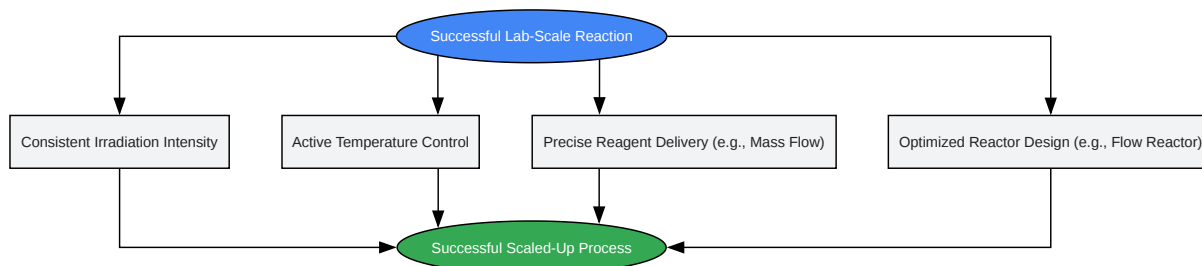 Successful Lab-Scale Reaction
Consistent Irradiation Intensity
Active Temperature Control
Precise Reagent Delivery (e.g., Mass Flow)
Optimized Reactor Design (e.g., Flow Reactor)
Successful Scaled-Up Process